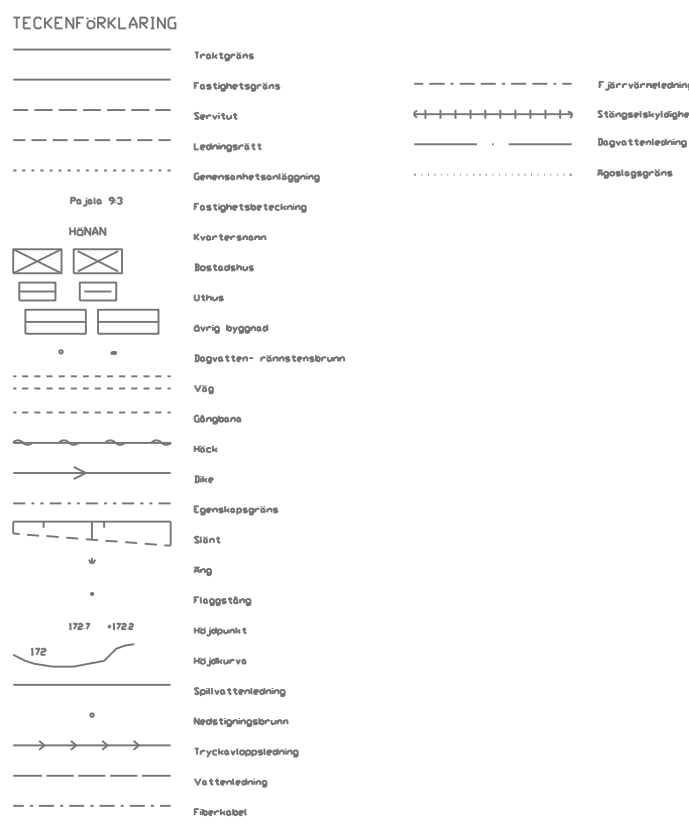 TECKENFÖRKLARING
Traktgräns
Fastighetsgräns
Servitut
Ledningsrätt
Gemensamhetsanläggning
Pajala 9:3 Fastighetsbeteckning
HöNAN Kvartersnamn
Bostadshus
Uthus
övrig byggnad
Dagvatten- rännstensbrunn
Väg
Gångbana
Häck
Dike
Egenskapsgräns
Slänt
Äng
Flaggstång
172.7 +172.2 Höjdpunkt
172 Höjdkurva
Spillvattenledning
Nedstigningsbrunn
Tryckavloppsledning
Vattenledning
Fiberkabel
Fjärrvärmeledning
Stängselskyldighe
Dagvattenledning
Ägoslagsgräns